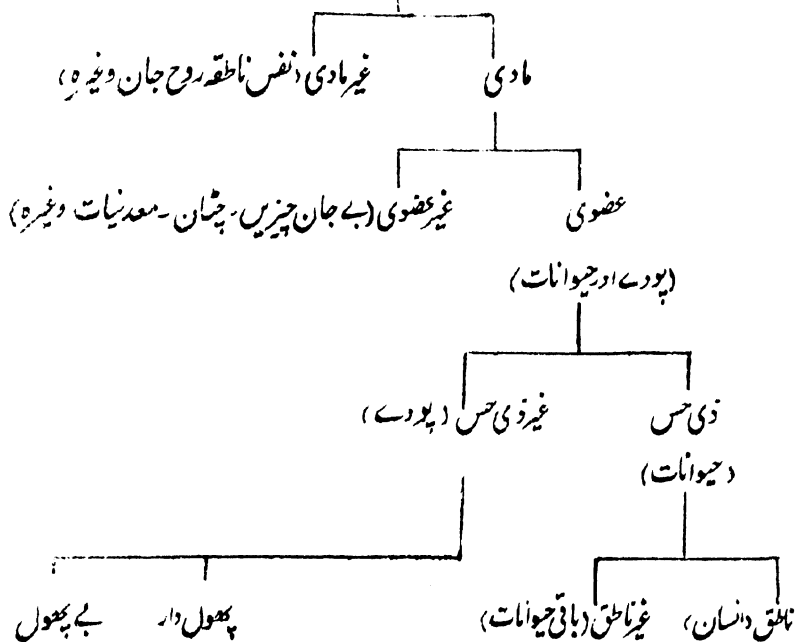 مادی غیر مادی (نفس ناطقہ روح جان وغیرہ)
عضوی غیر عضوی (بے جان چیزیں۔ چٹان۔ معدنیات وغیرہ)
(پودے اور حیوانات)
ذی حس غیر ذی حس (پودے)
(حیوانات)
ناطق (انسان) غیر ناطق (باقی حیوانات) پھول دار بے پھول